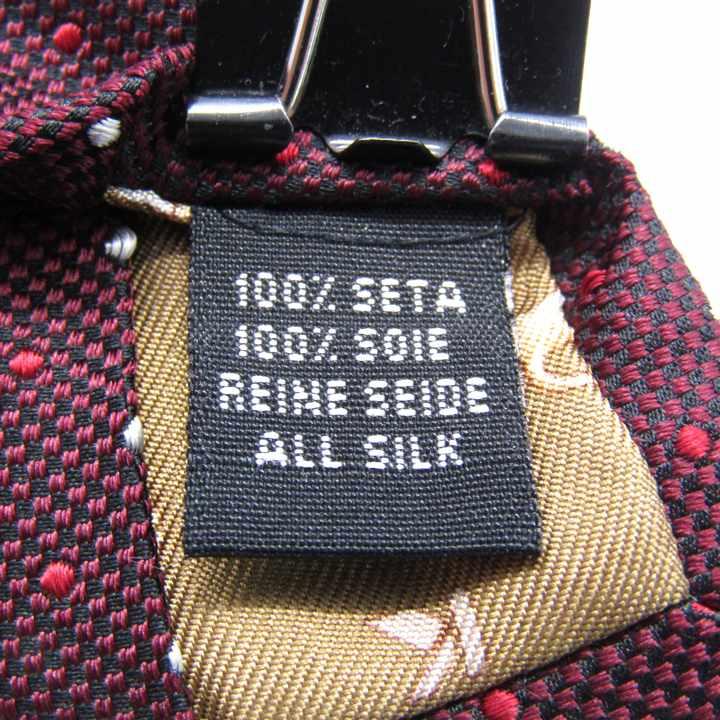 100% SETA
100% SOIE
REINE SEIDE
ALL SILK